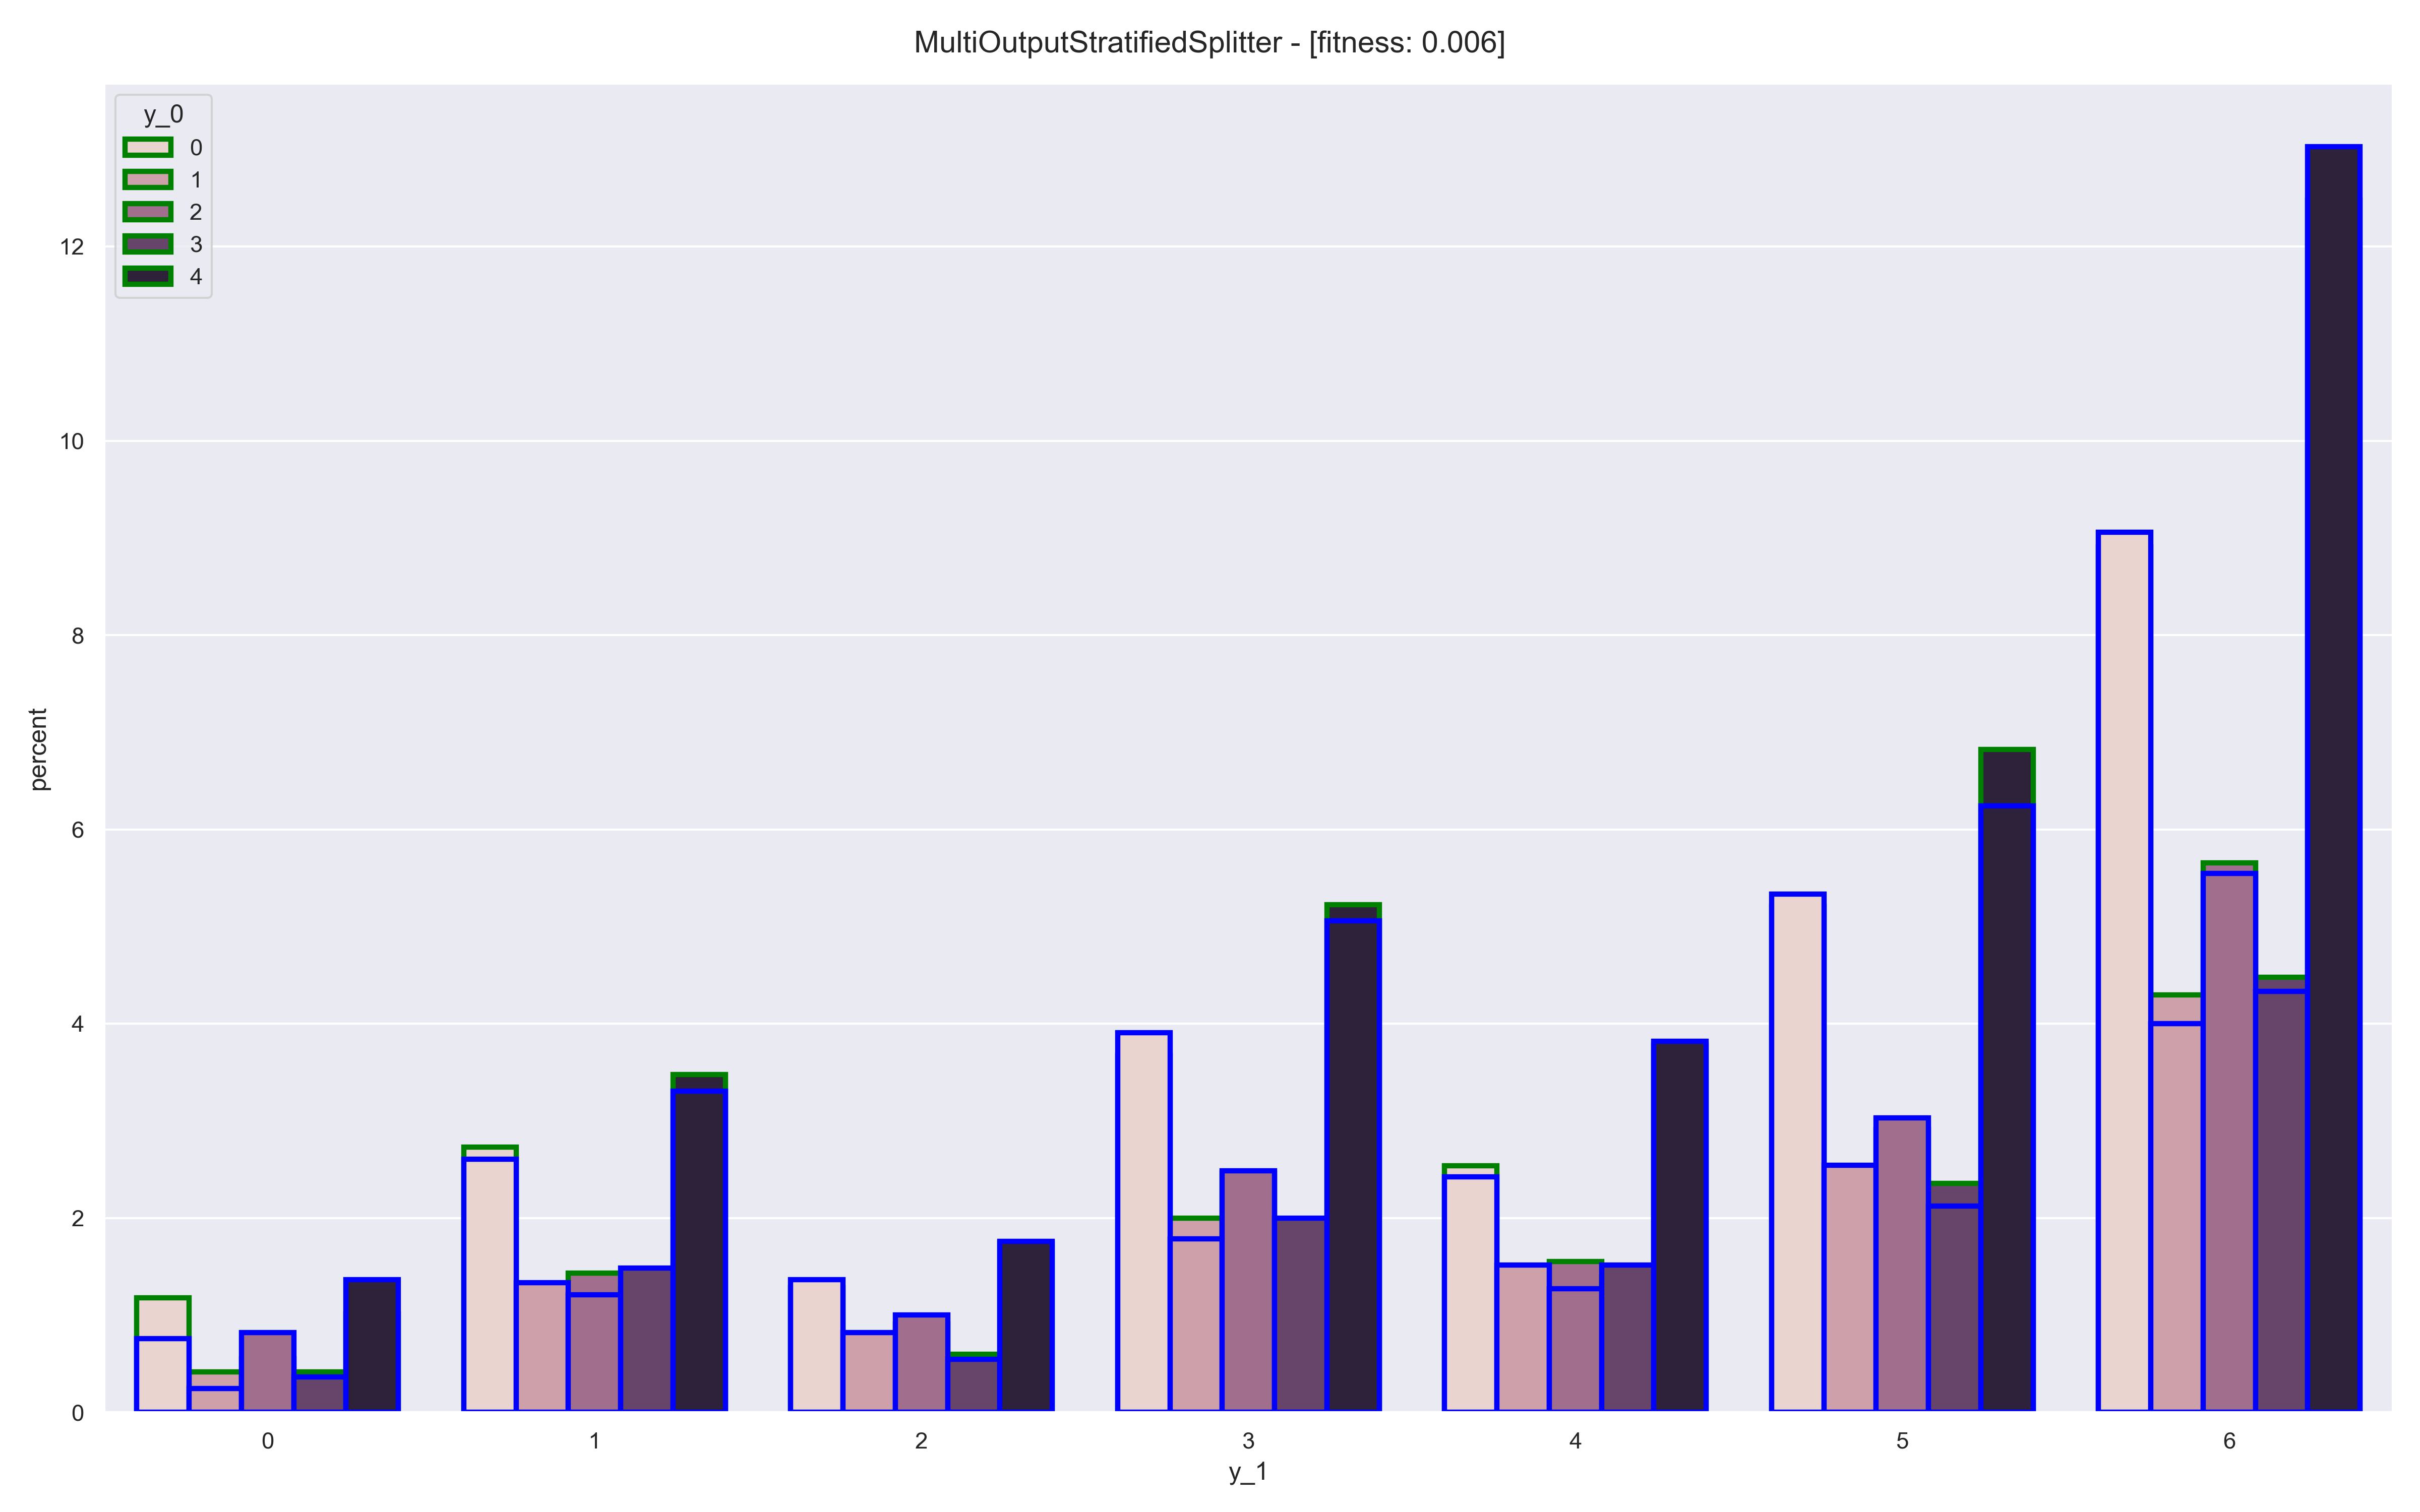 MultiOutputStratifiedSplitter - [fitness: 0.006]
y_0
0
1
2
3
4
12
10
8
6
4
2
0
percent
0 1 2 3 4 5 6
y_1